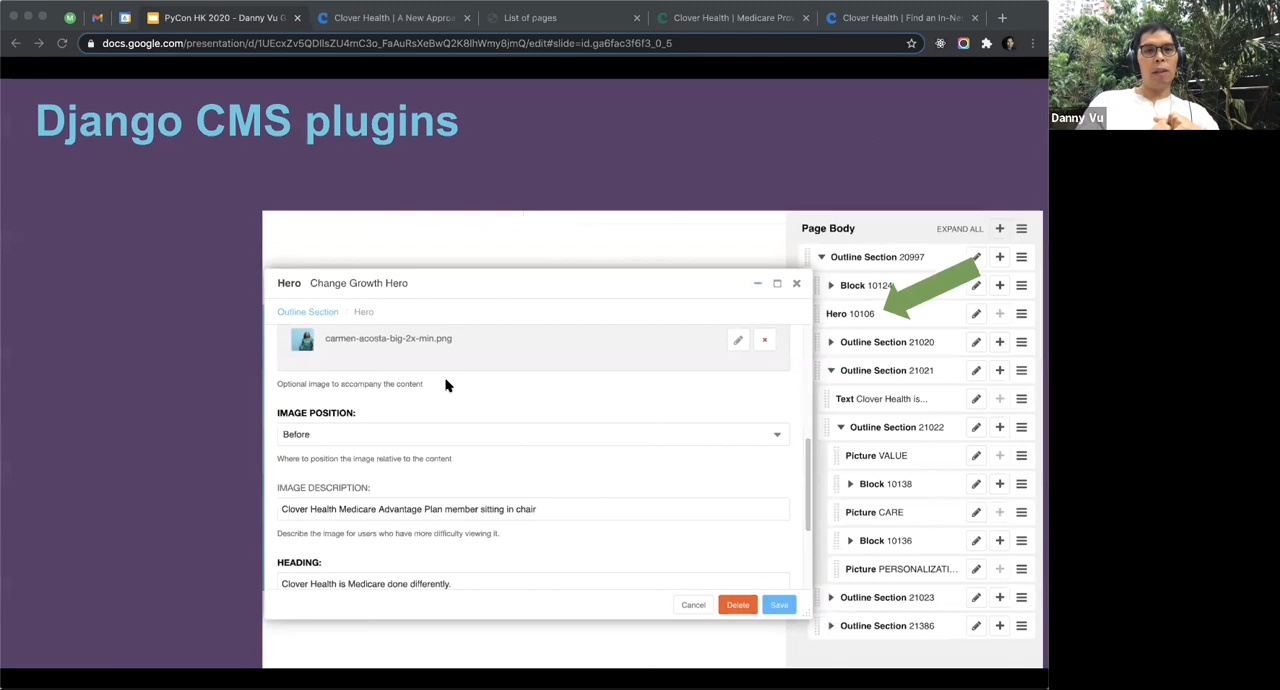 PyCon HK 2020 - Danny Vu G
Clover Health | A New Appro
List of pages
Clover Health | Medicare Prov
Clover Health | Find an In-Ne
docs.google.com/presentation/d/1UEcxZv5QDIlsZU4mC3o_FaAuRsXeBwQ2K8IhWmy8jmQ/edit#slide=id.ga6fac3f6f3_0_5
Danny Vu
Django CMS plugins
Page Body
EXPAND ALL
Outline Section 20997
Block 10124
Hero 10106
Outline Section 21020
Outline Section 21021
Text Clover Health is...
Outline Section 21022
Picture VALUE
Block 10138
Picture CARE
Block 10136
Picture PERSONALIZATI...
Outline Section 21023
Outline Section 21386
Hero Change Growth Hero
Outline Section / Hero
carmen-acosta-big-2x-min.png
Optional image to accompany the content
IMAGE POSITION:
Before
Where to position the image relative to the content
IMAGE DESCRIPTION:
Clover Health Medicare Advantage Plan member sitting in chair
Describe the image for users who have more difficulty viewing it.
HEADING:
Clover Health is Medicare done differently.
Cancel
Delete
Save